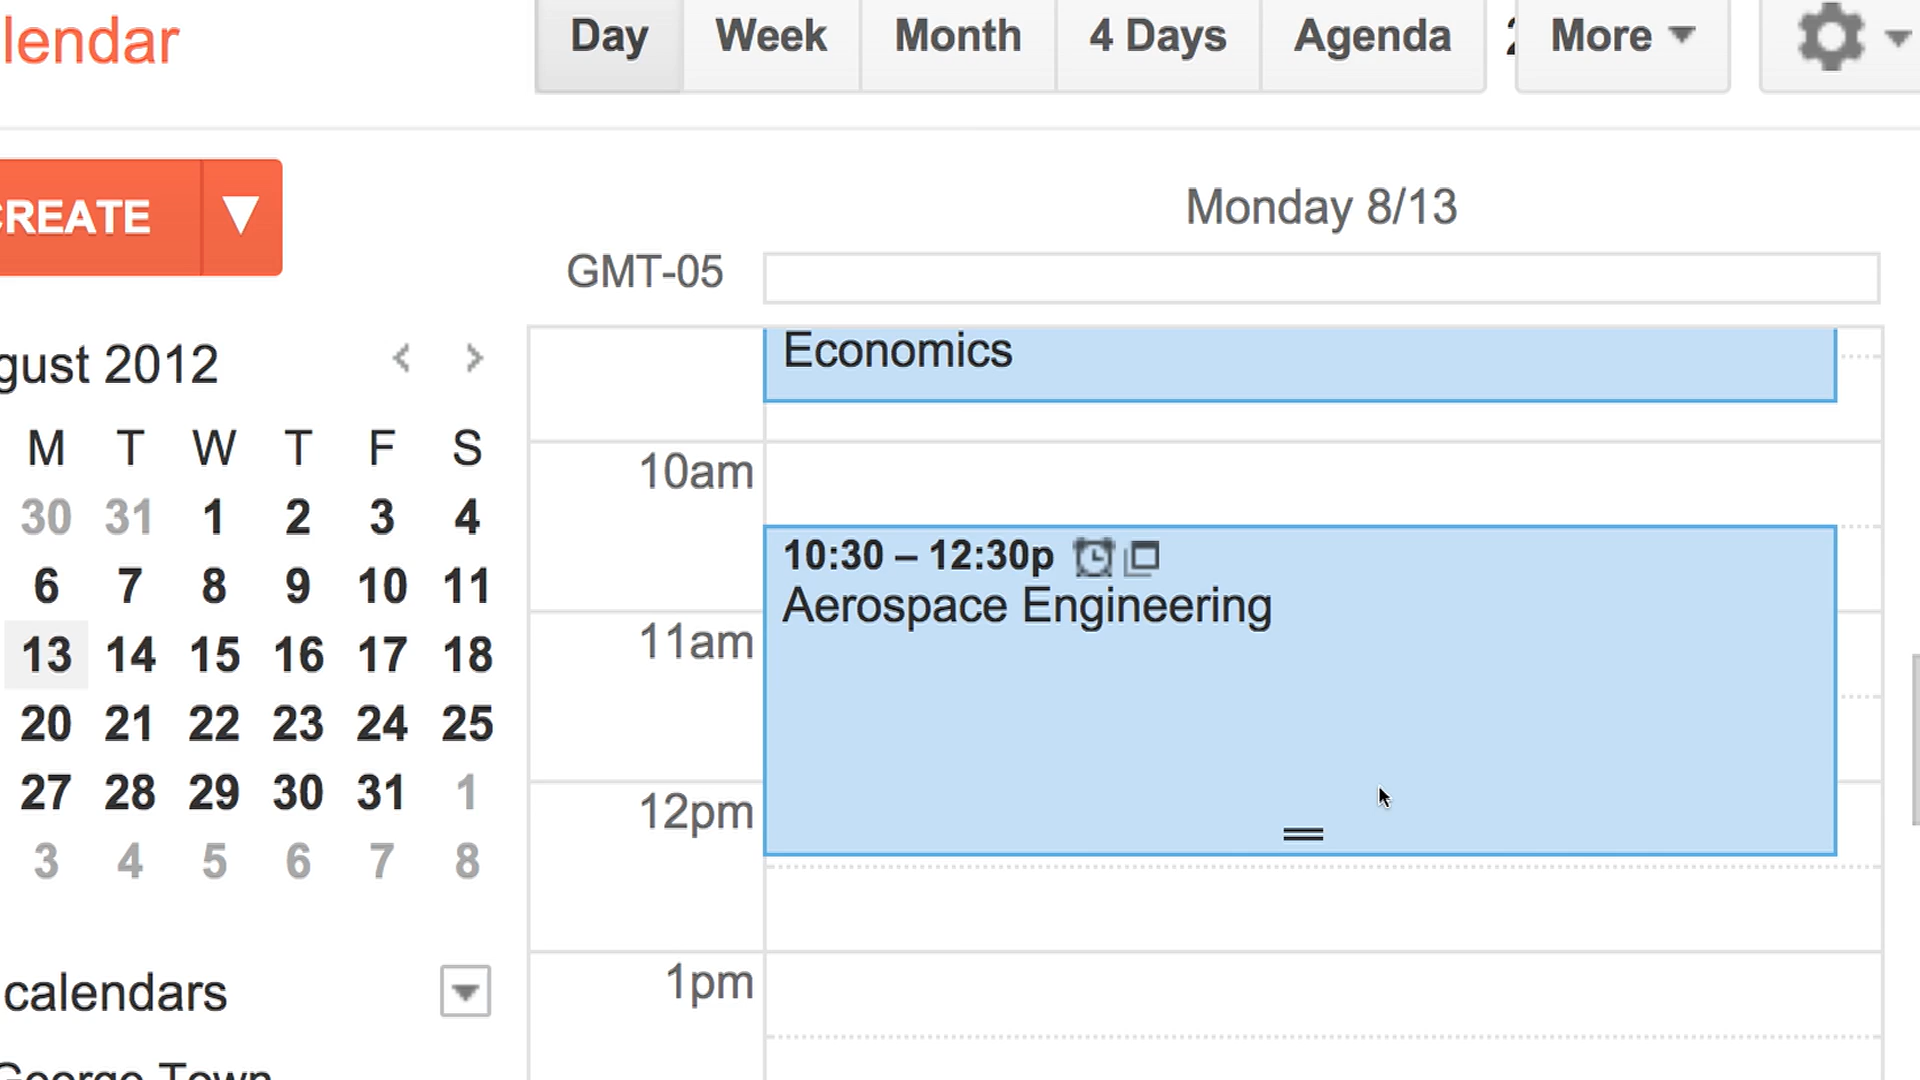 lendar
Day Week Month 4 Days Agenda More
CREATE
Monday 8/13
GMT-05
gust 2012
M T W T F S
30 31 1 2 3 4
6 7 8 9 10 11
13 14 15 16 17 18
20 21 22 23 24 25
27 28 29 30 31 1
3 4 5 6 7 8
calendars
George Town
Economics
10am
10:30 – 12:30p
Aerospace Engineering
11am
12pm
1pm